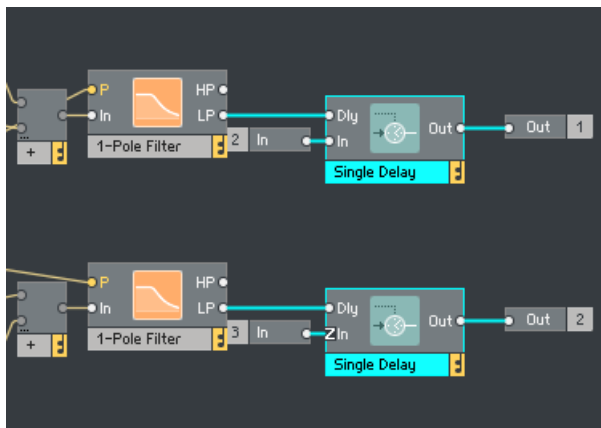 P HP
In LP Dly
1-Pole Filter 2 In In Out Out 1
... 
+ Single Delay
P HP
In LP Dly
... Out Out 2
+ 1-Pole Filter 3 In ZIn
Single Delay